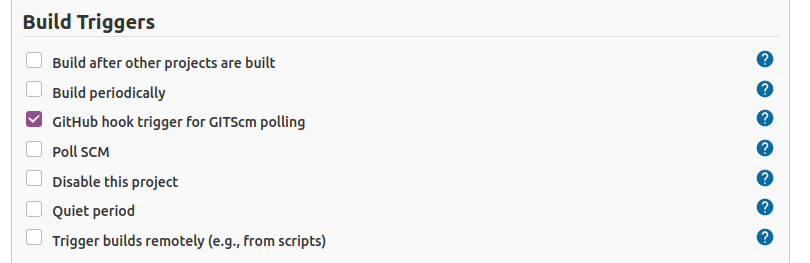 Build Triggers
Build after other projects are built
?
Build periodically
?
GitHub hook trigger for GITScm polling
?
Poll SCM
?
Disable this project
?
Quiet period
?
Trigger builds remotely (e.g., from scripts)
?